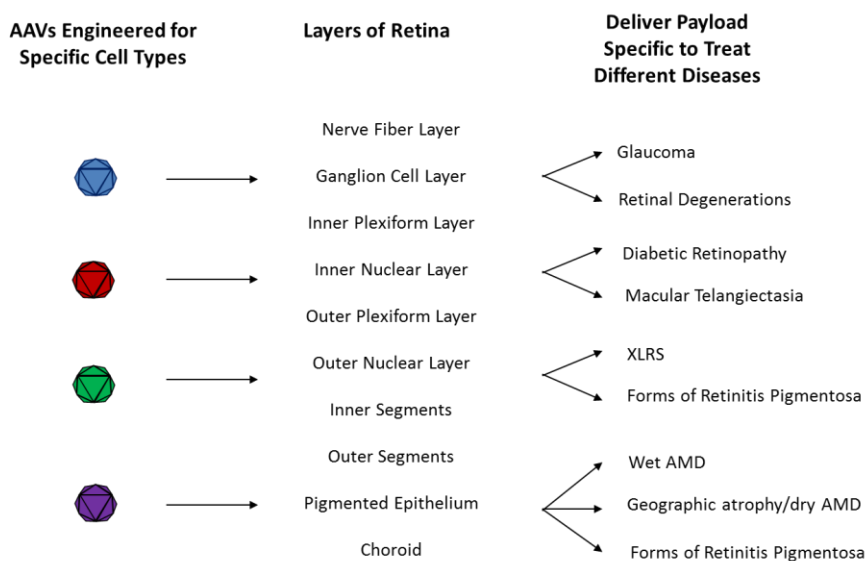 AAVs Engineered for
Specific Cell Types
Layers of Retina
Deliver Payload
Specific to Treat
Different Diseases
Nerve Fiber Layer
Ganglion Cell Layer
Inner Plexiform Layer
Inner Nuclear Layer
Outer Plexiform Layer
Outer Nuclear Layer
Inner Segments
Outer Segments
Pigmented Epithelium
Choroid
Glaucoma
Retinal Degenerations
Diabetic Retinopathy
Macular Telangiectasia
XLRS
Forms of Retinitis Pigmentosa
Wet AMD
Geographic atrophy/dry AMD
Forms of Retinitis Pigmentosa